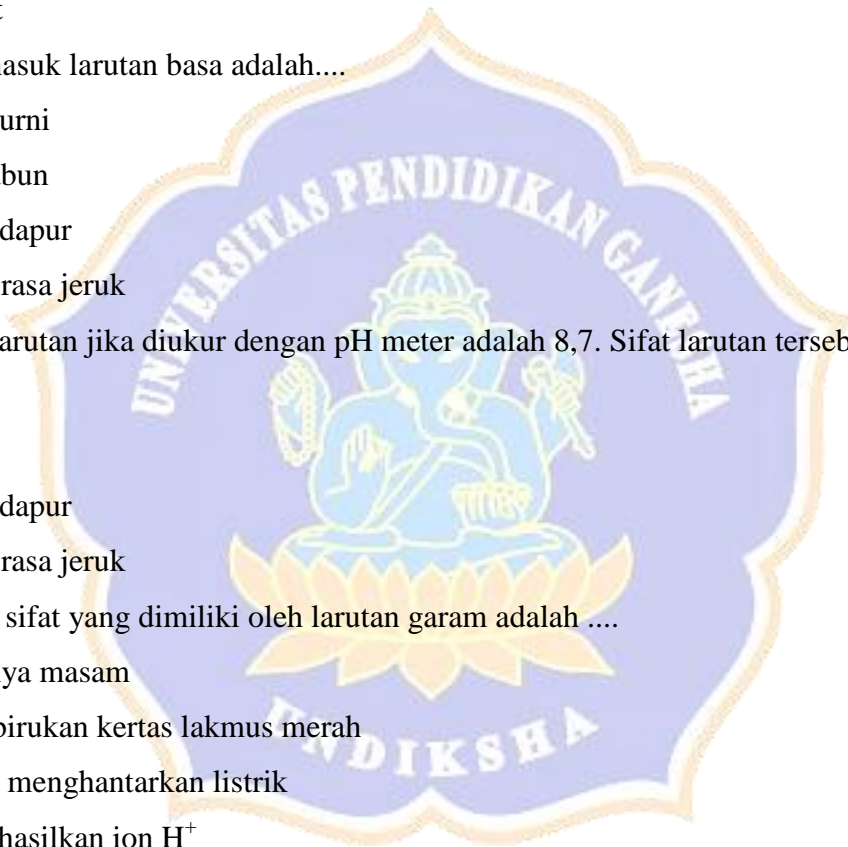 t
nasuk larutan basa adalah....
urni
bun
dapur
rasa jeruk
arutan jika diukur dengan pH meter adalah 8,7. Sifat larutan terseb
dapur
rasa jeruk
sifat yang dimiliki oleh larutan garam adalah ....
ya masam
birukan kertas lakmus merah
menghantarkan listrik
hasilkan ion H⁺
UNIVERSITAS PENDIDIKAN GANESHA
UNDIKSHA